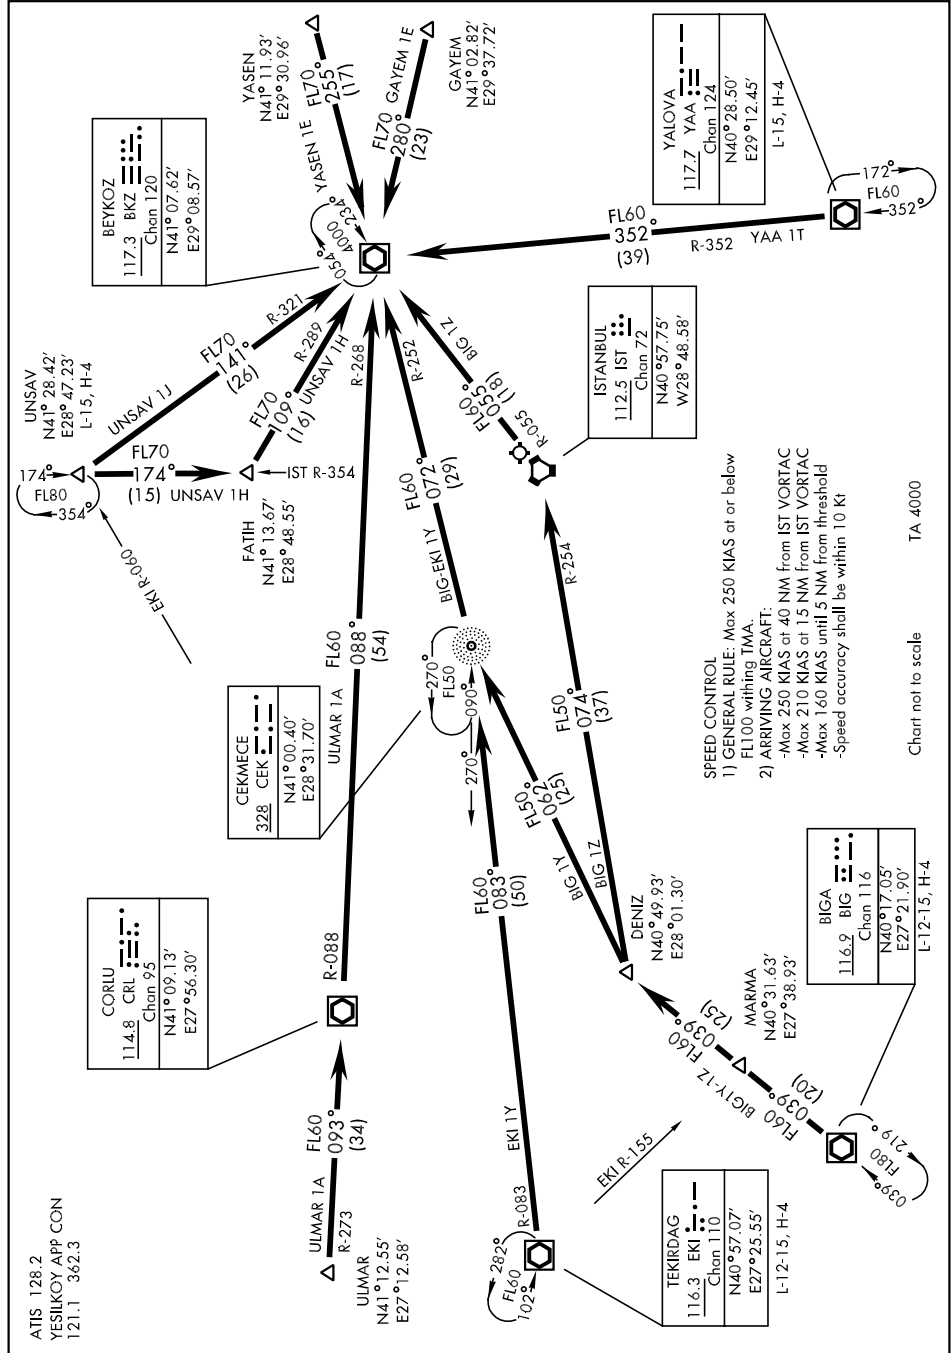 ATIS 128.2
YESILKOY APP CON
121.1 362.3
CORLU
114.8 CRL
Chan 95
N41°09.13′
E27°56.30′
CEKMECE
328 CEK
N41°00.40′
E28°31.70′
UNSAV
N41°28.42′
E28°47.23′
L-15, H-4
174°
FL80
354°
EKI R-060
UNSAV 1J
FL70
141°
(26)
R-321
FL70
174°
(15) UNSAV 1H
FATIH
N41°13.67′
E28°48.55′
IST R-354
FL70
109°
(16) UNSAV 1H
R-289
BEYKOZ
117.3 BKZ
Chan 120
N41°07.62′
E29°08.57′
054°
4000
234°
YASEN
N41°11.93′
E29°30.96′
FL70
255°
(17)
YASEN 1E
GAYEM
N41°02.82′
E29°37.72′
FL70 GAYEM 1E
280°
(23)
YALOVA
117.7 YAA
Chan 124
N40°28.50′
E29°12.45′
L-15, H-4
172°
FL60
352°
FL60
352
(39)
R-352 YAA 1T
ULMAR 1A
R-273
ULMAR
N41°12.55′
E27°12.58′
FL60
093°
(34)
R-088
FL60
088°
(54)
ULMAR 1A
R-268
270°
FL50
090°
270°
BIG-EKI 1Y
FL60
072°
(29)
R-252
BIG 1Z
FL60
055°
(18)
R-055
ISTANBUL
112.5 IST
Chan 72
N40°57.75′
W28°48.58′
282°
FL60
102°
R-083
EKI 1Y
FL60
083°
(50)
FL50
062°
(25)
BIG 1Y
BIG 1Z
FL50
074°
(37)
R-254
DENIZ
N40°49.93′
E28°01.30′
MARMA
N40°31.63′
E27°38.93′
FL60
039°
(25)
BIG1Y-1Z
FL60
039°
(20)
EKI R-155
TEKIRDAG
116.3 EKI
Chan 110
N40°57.07′
E27°25.55′
L-12-15, H-4
BIGA
116.9 BIG
Chan 116
N40°17.05′
E27°21.90′
L-12-15, H-4
219°
FL80
039°
SPEED CONTROL
1) GENERAL RULE: Max 250 KIAS at or below
FL100 withing TMA.
2) ARRIVING AIRCRAFT:
-Max 250 KIAS at 40 NM from IST VORTAC
-Max 210 KIAS at 15 NM from IST VORTAC
-Max 160 KIAS until 5 NM from threshold
-Speed accuracy shall be within 10 Kt
Chart not to scale
TA 4000